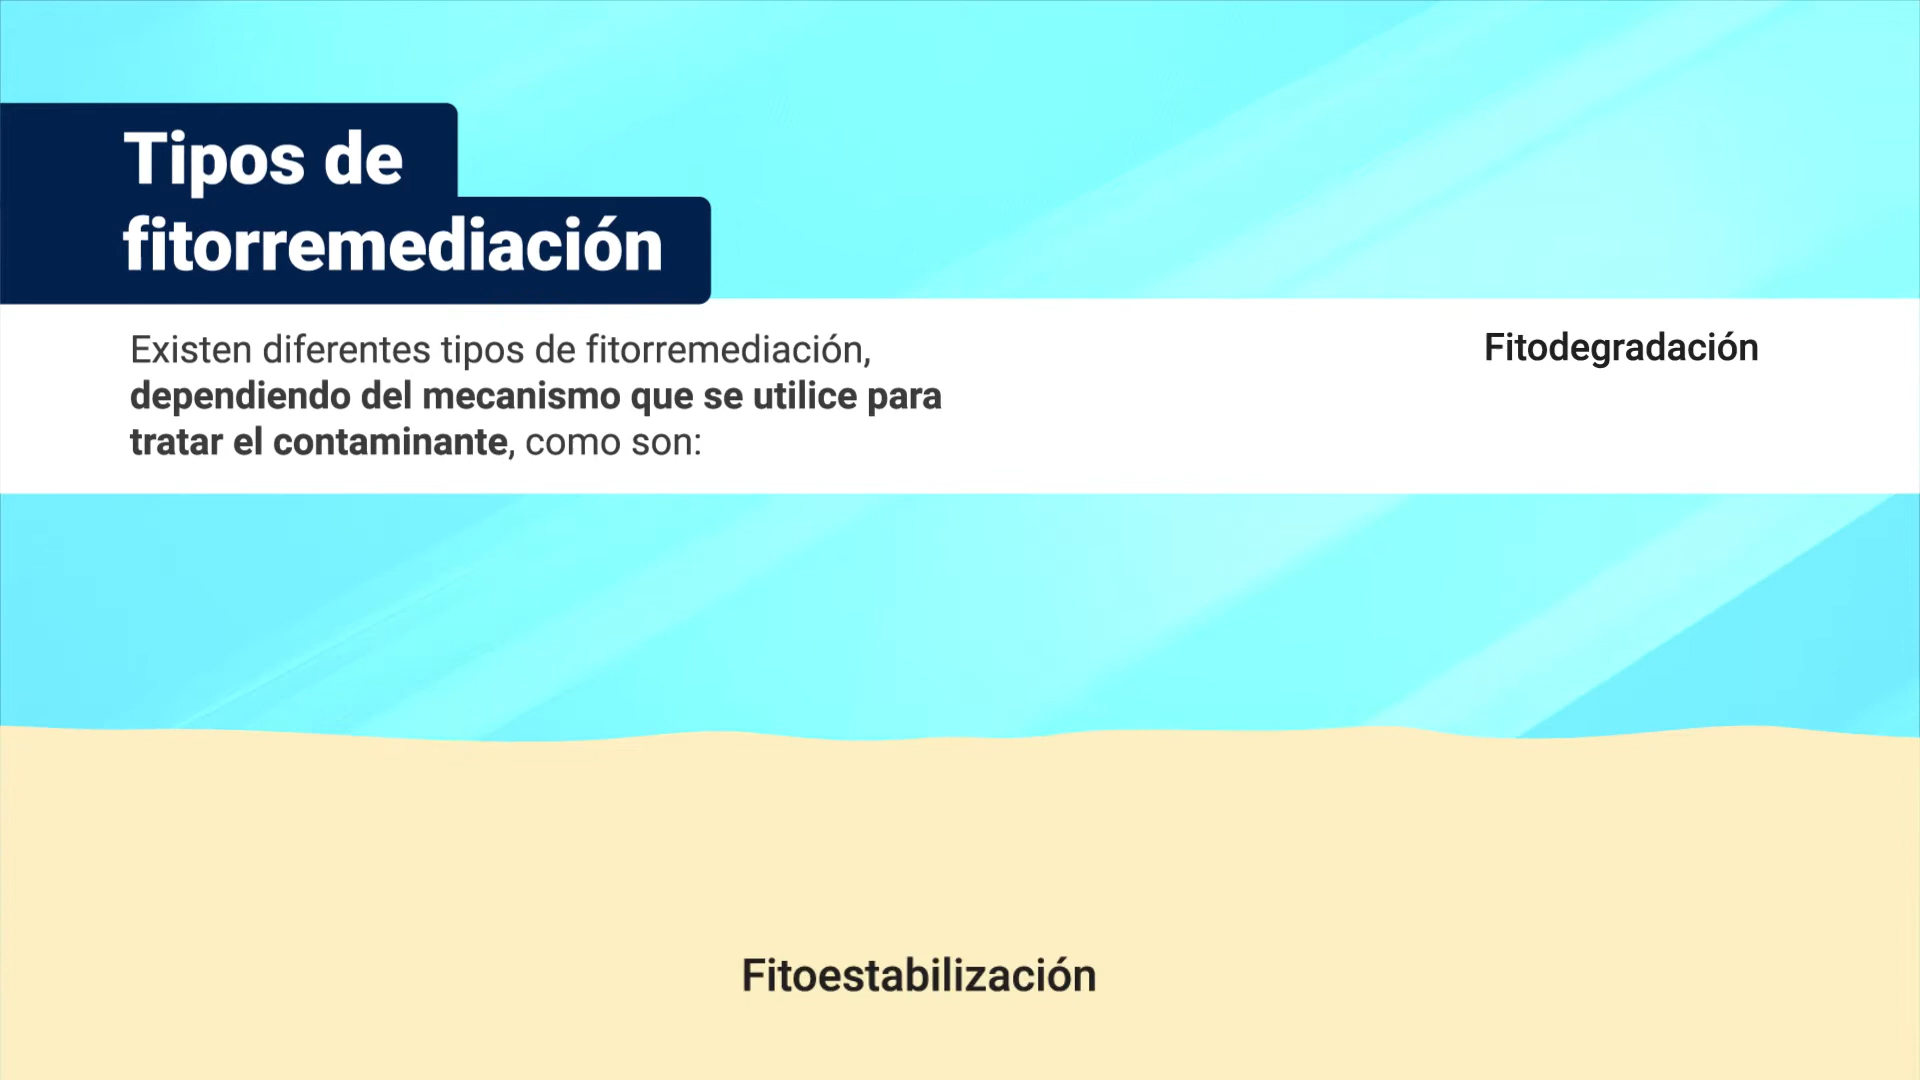 Tipos de
fitorremediación
Existen diferentes tipos de fitorremediación,
dependiendo del mecanismo que se utilice para
tratar el contaminante, como son:
Fitodegradación
Fitoestabilización